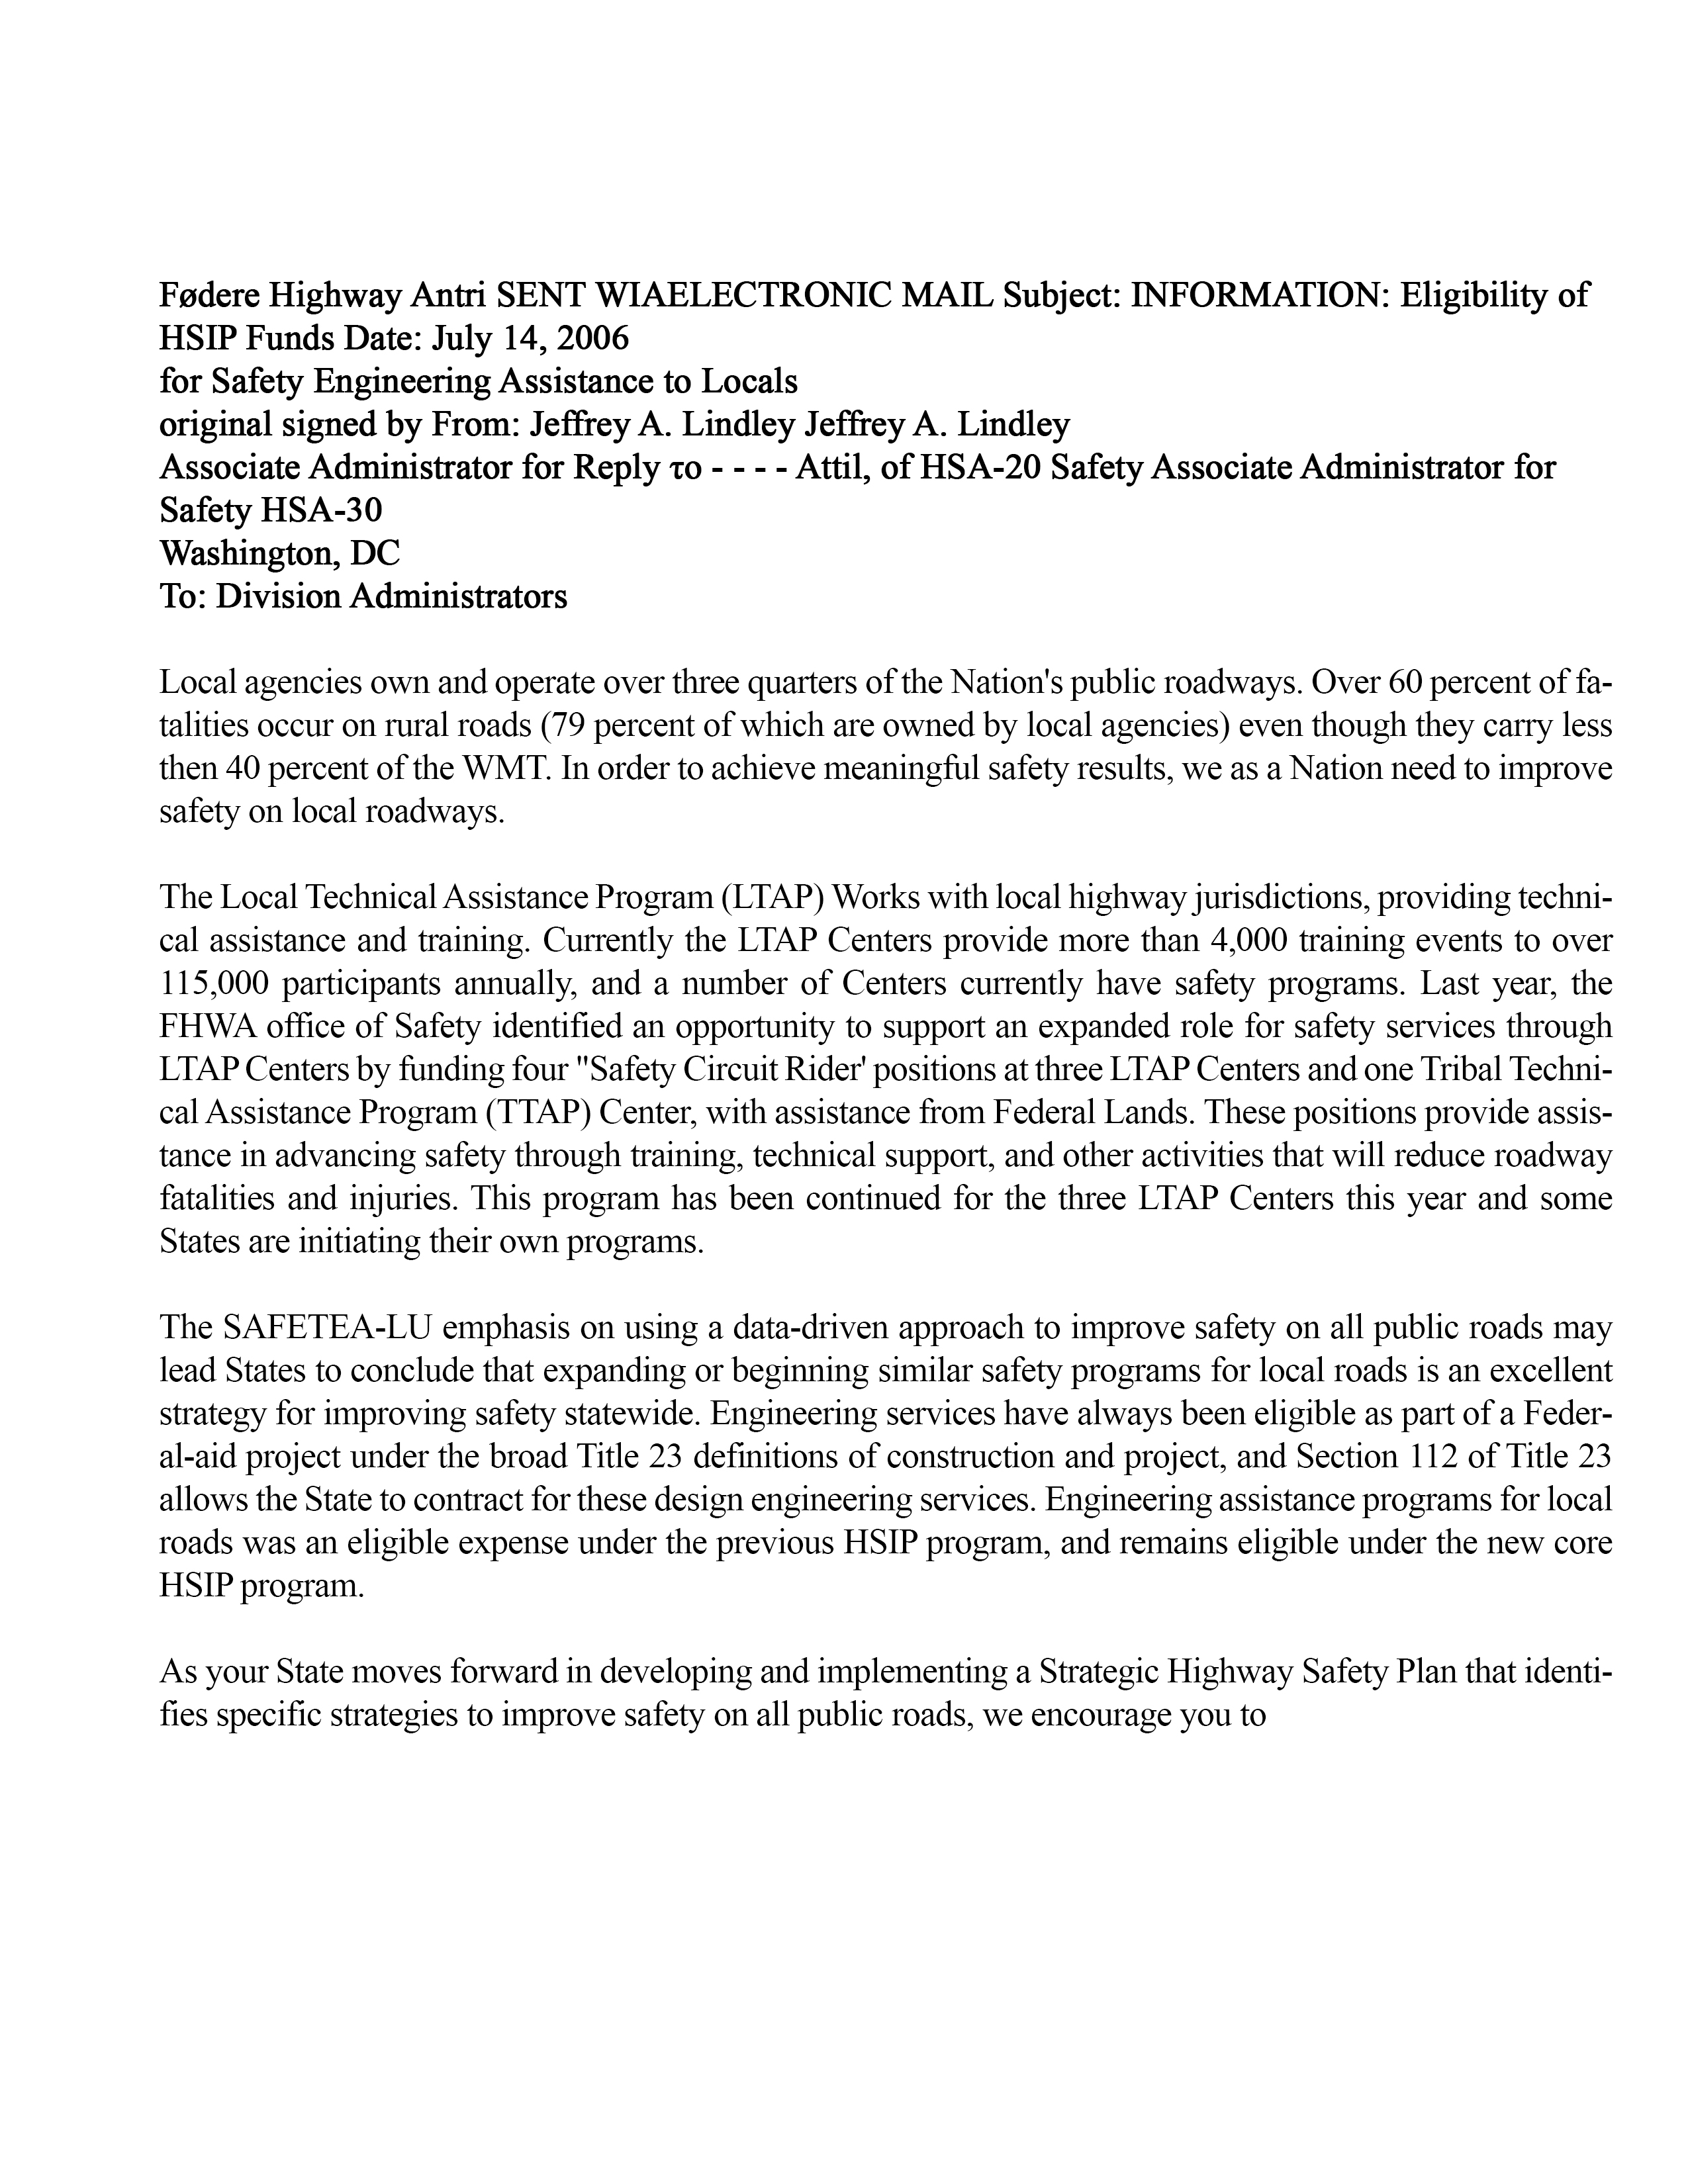 Fødere Highway Antri SENT WIAELECTRONIC MAIL Subject: INFORMATION: Eligibility of
HSIP Funds Date: July 14, 2006
for Safety Engineering Assistance to Locals
original signed by From: Jeffrey A. Lindley Jeffrey A. Lindley
Associate Administrator for Reply το - - - - Attil, of HSA-20 Safety Associate Administrator for
Safety HSA-30
Washington, DC
To: Division Administrators
Local agencies own and operate over three quarters of the Nation's public roadways. Over 60 percent of fa-
talities occur on rural roads (79 percent of which are owned by local agencies) even though they carry less
then 40 percent of the WMT. In order to achieve meaningful safety results, we as a Nation need to improve
safety on local roadways.
The Local Technical Assistance Program (LTAP) Works with local highway jurisdictions, providing techni-
cal assistance and training. Currently the LTAP Centers provide more than 4,000 training events to over
115,000 participants annually, and a number of Centers currently have safety programs. Last year, the
FHWA office of Safety identified an opportunity to support an expanded role for safety services through
LTAP Centers by funding four "Safety Circuit Rider' positions at three LTAP Centers and one Tribal Techni-
cal Assistance Program (TTAP) Center, with assistance from Federal Lands. These positions provide assis-
tance in advancing safety through training, technical support, and other activities that will reduce roadway
fatalities and injuries. This program has been continued for the three LTAP Centers this year and some
States are initiating their own programs.
The SAFETEA-LU emphasis on using a data-driven approach to improve safety on all public roads may
lead States to conclude that expanding or beginning similar safety programs for local roads is an excellent
strategy for improving safety statewide. Engineering services have always been eligible as part of a Feder-
al-aid project under the broad Title 23 definitions of construction and project, and Section 112 of Title 23
allows the State to contract for these design engineering services. Engineering assistance programs for local
roads was an eligible expense under the previous HSIP program, and remains eligible under the new core
HSIP program.
As your State moves forward in developing and implementing a Strategic Highway Safety Plan that identi-
fies specific strategies to improve safety on all public roads, we encourage you to